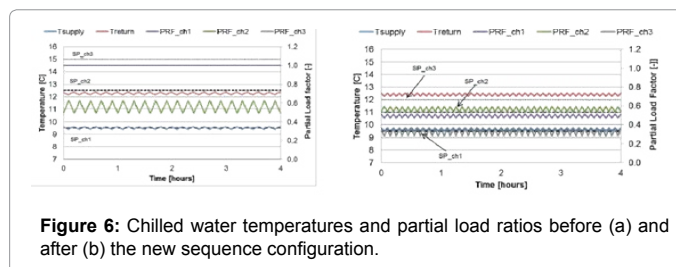 Tsupply Treturn PRF_ch1 PRF_ch2 PRF_ch3
16
15
14
13
12
11
10
9
8
7
Temperature [C]
SP_ch3
SP_ch2
SP_ch1
1.2
1.0
0.8
0.6
0.4
0.2
0.0
Partial Load factor [-]
0 1 2 3 4
Time [hours]
Tsupply Treturn PRF_ch1 PRF_ch2 PRF_ch3
16
15
14
13
12
11
10
9
8
7
Temperature [C]
SP_ch3
SP_ch2
SP_ch1
1.2
1.0
0.8
0.6
0.4
0.2
0.0
Partial Load Factor [-]
0 1 2 3 4
Time [hours]
Figure 6: Chilled water temperatures and partial load ratios before (a) and
after (b) the new sequence configuration.